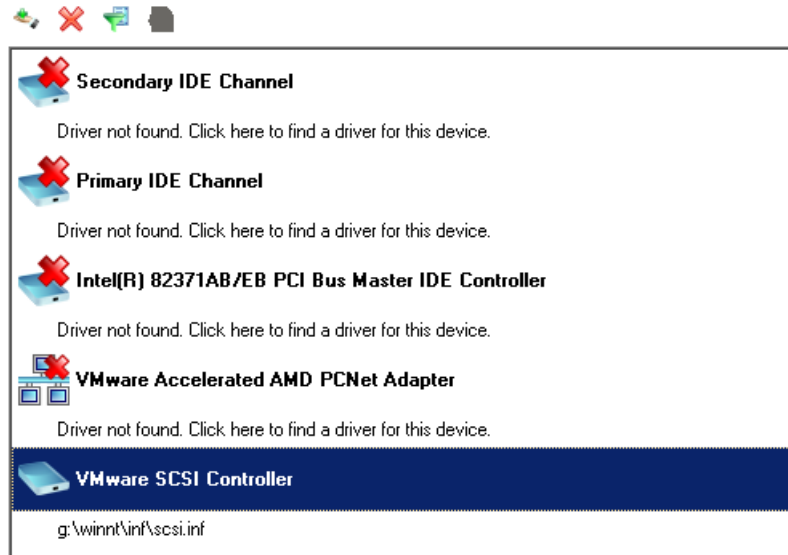 Secondary IDE Channel
Driver not found. Click here to find a driver for this device.
Primary IDE Channel
Driver not found. Click here to find a driver for this device.
Intel(R) 82371AB/EB PCI Bus Master IDE Controller
Driver not found. Click here to find a driver for this device.
VMware Accelerated AMD PCNet Adapter
Driver not found. Click here to find a driver for this device.
VMware SCSI Controller
g:\winnt\inf\scsi.inf